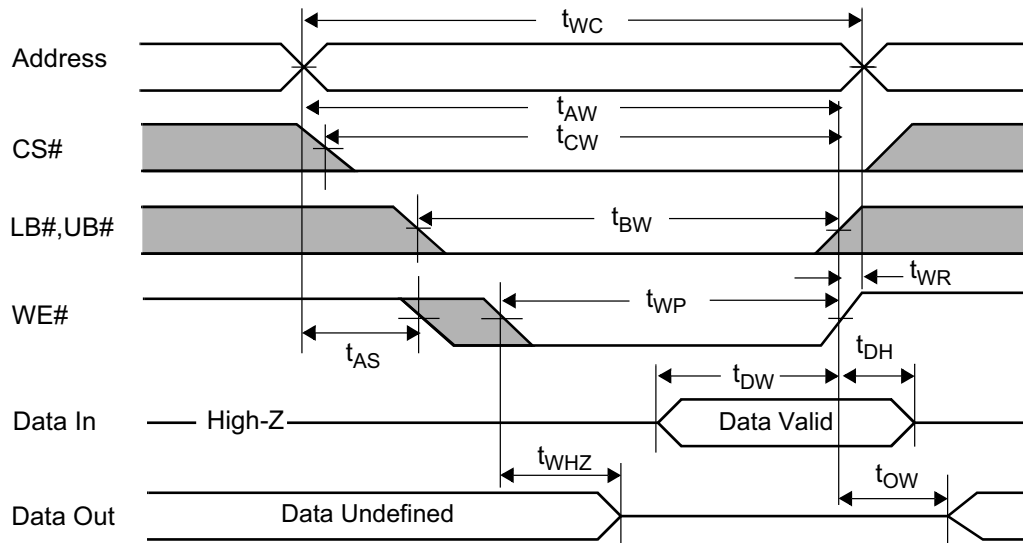 tWC
Address
tAW
tCW
CS#
tBW
LB#,UB#
tWR
tWP
WE#
tAS
tDH
tDW
Data In
High-Z
Data Valid
tWHZ
tOW
Data Out
Data Undefined